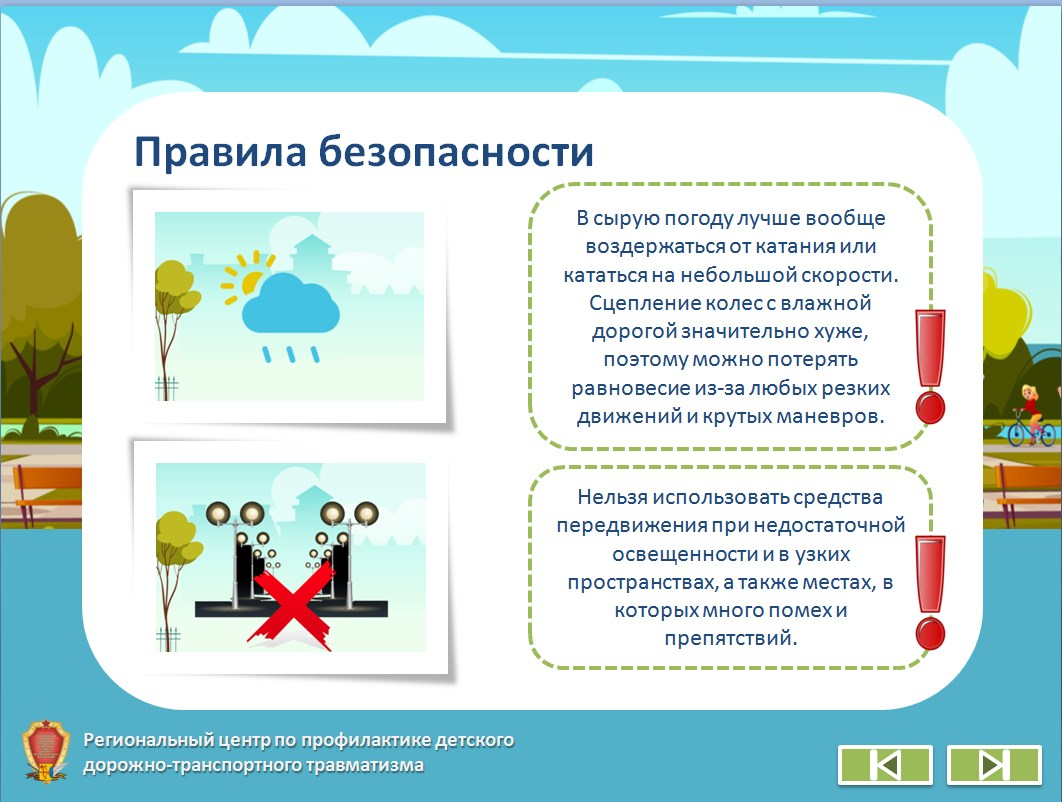 Правила безопасности
В сырую погоду лучше вообще
воздержаться от катания или
кататься на небольшой скорости.
Сцепление колес с влажной
дорогой значительно хуже,
поэтому можно потерять
равновесие из-за любых резких
движений и крутых маневров.
Нельзя использовать средства
передвижения при недостаточной
освещенности и в узких
пространствах, а также местах, в
которых много помех и
препятствий.
Региональный центр по профилактике детского
дорожно-транспортного травматизма